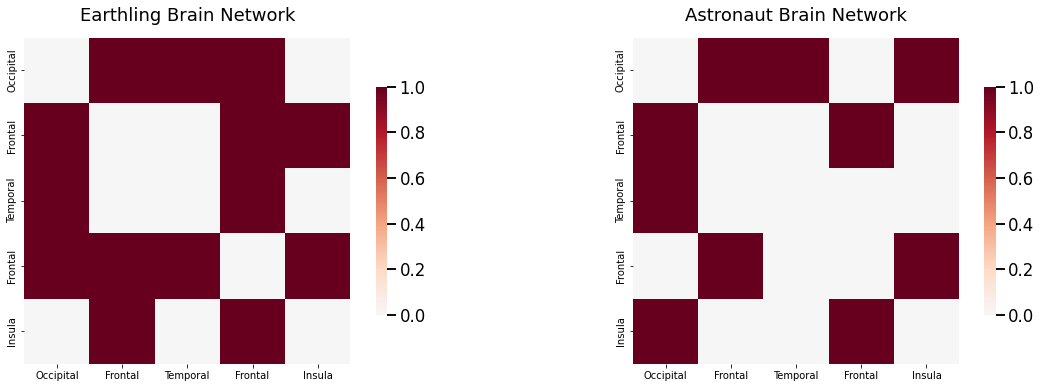 Earthling Brain Network
Occipital
Frontal
Temporal
Frontal
Insula
Occipital Frontal Temporal Frontal Insula
1.0
0.8
0.6
0.4
0.2
0.0
Astronaut Brain Network
Occipital
Frontal
Temporal
Frontal
Insula
Occipital Frontal Temporal Frontal Insula
1.0
0.8
0.6
0.4
0.2
0.0